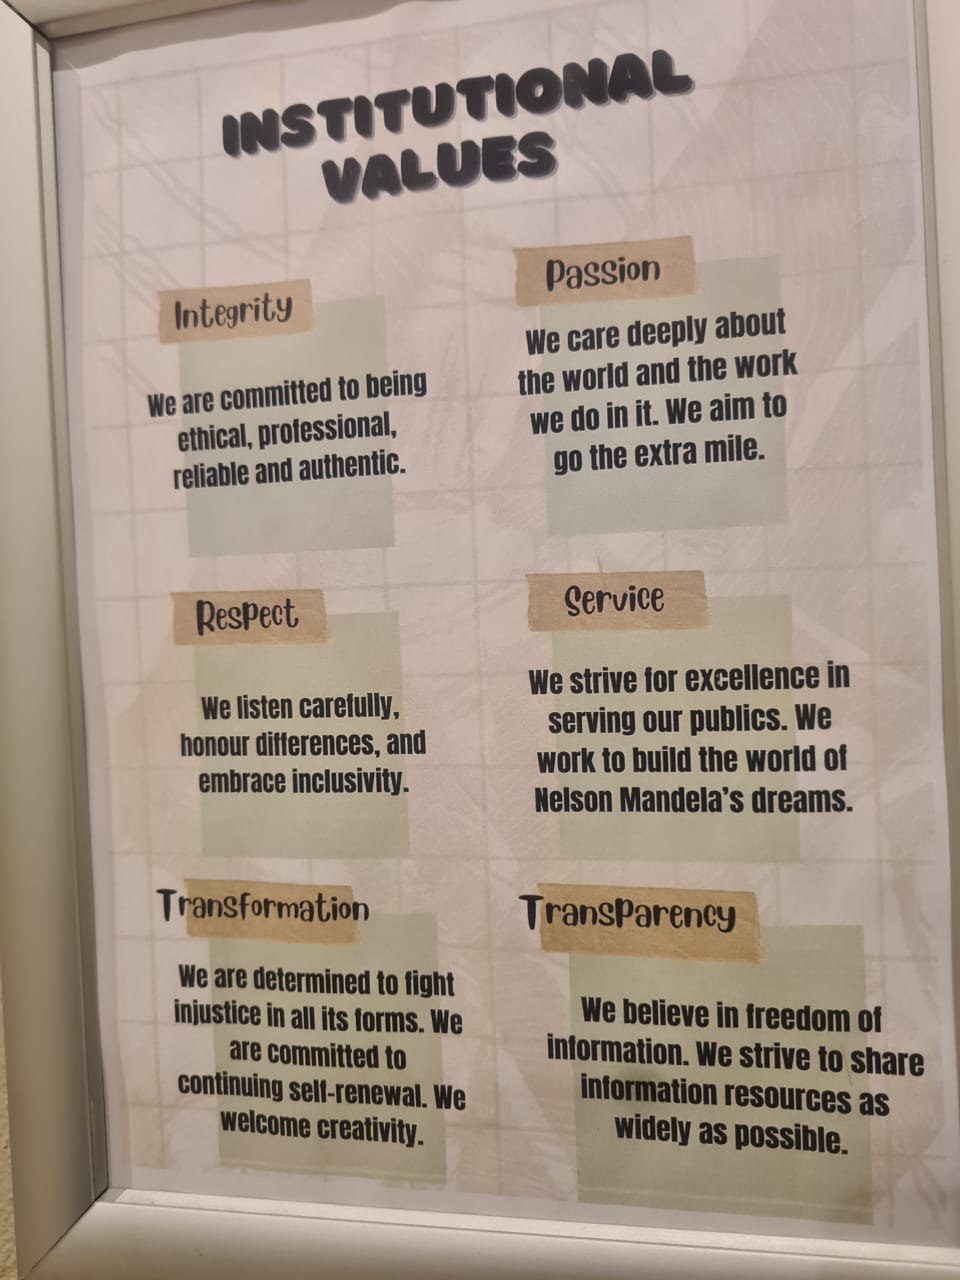 INSTITUTIONAL
VALUES
Integrity
We are committed to being
ethical, professional,
reliable and authentic.
Passion
We care deeply about
the world and the work
we do in it. We aim to
go the extra mile.
Respect
We listen carefully,
honour differences, and
embrace inclusivity.
Service
We strive for excellence in
serving our publics. We
work to build the world of
Nelson Mandela's dreams.
Transformation
We are determined to fight
injustice in all its forms. We
are committed to
continuing self-renewal. We
welcome creativity.
Transparency
We believe in freedom of
information. We strive to share
information resources as
widely as possible.